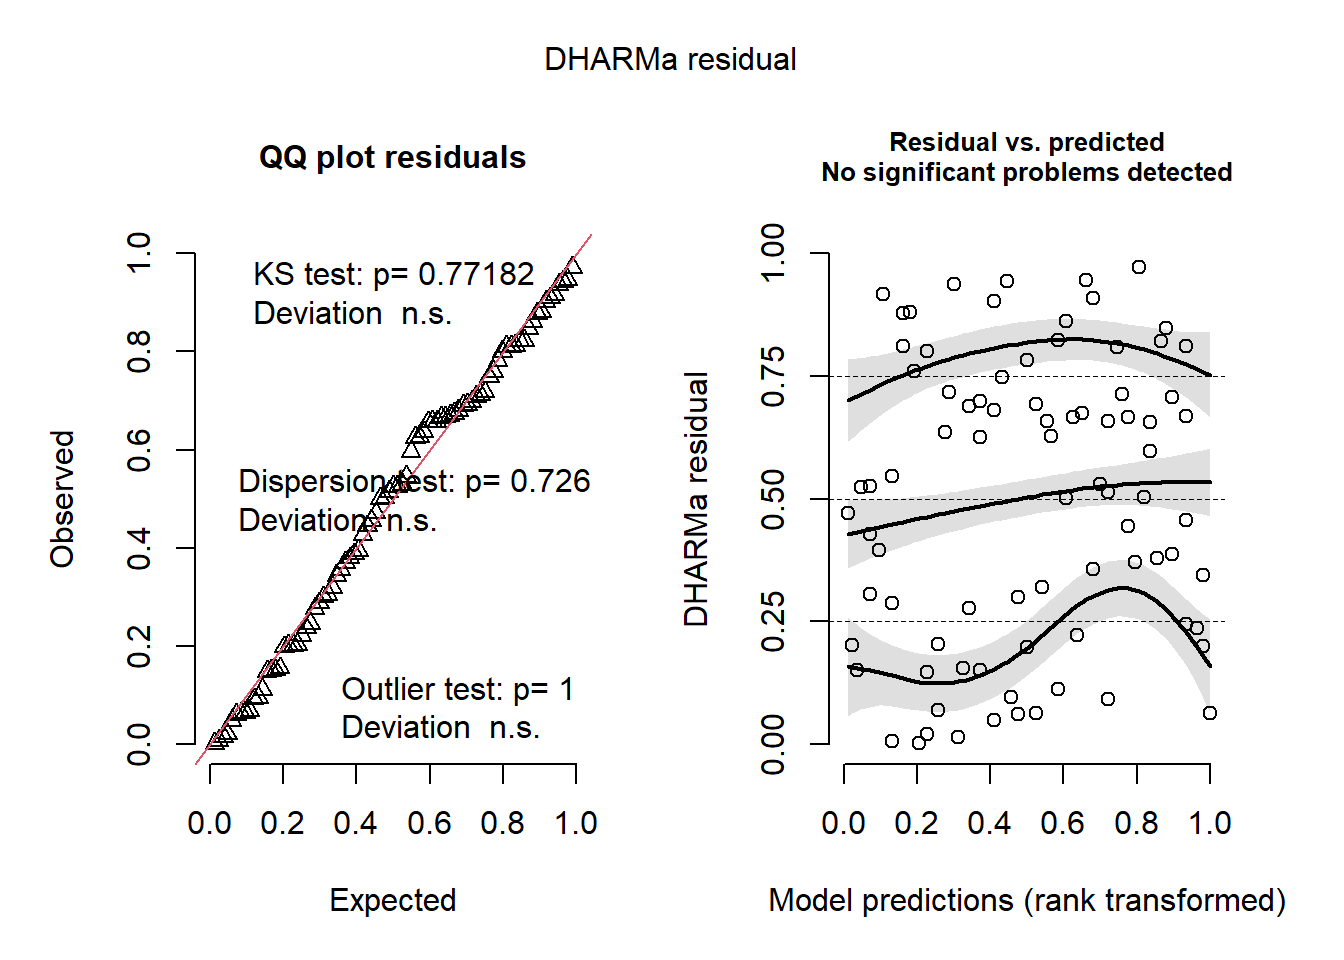 DHARMa residual
QQ plot residuals
KS test: p= 0.77182
Deviation  n.s.
Dispersion test: p= 0.726
Deviation  n.s.
Outlier test: p= 1
Deviation  n.s.
Observed
0.0 0.2 0.4 0.6 0.8 1.0
0.0 0.2 0.4 0.6 0.8 1.0
Expected
Residual vs. predicted
No significant problems detected
DHARMa residual
0.00 0.25 0.50 0.75 1.00
0.0 0.2 0.4 0.6 0.8 1.0
Model predictions (rank transformed)